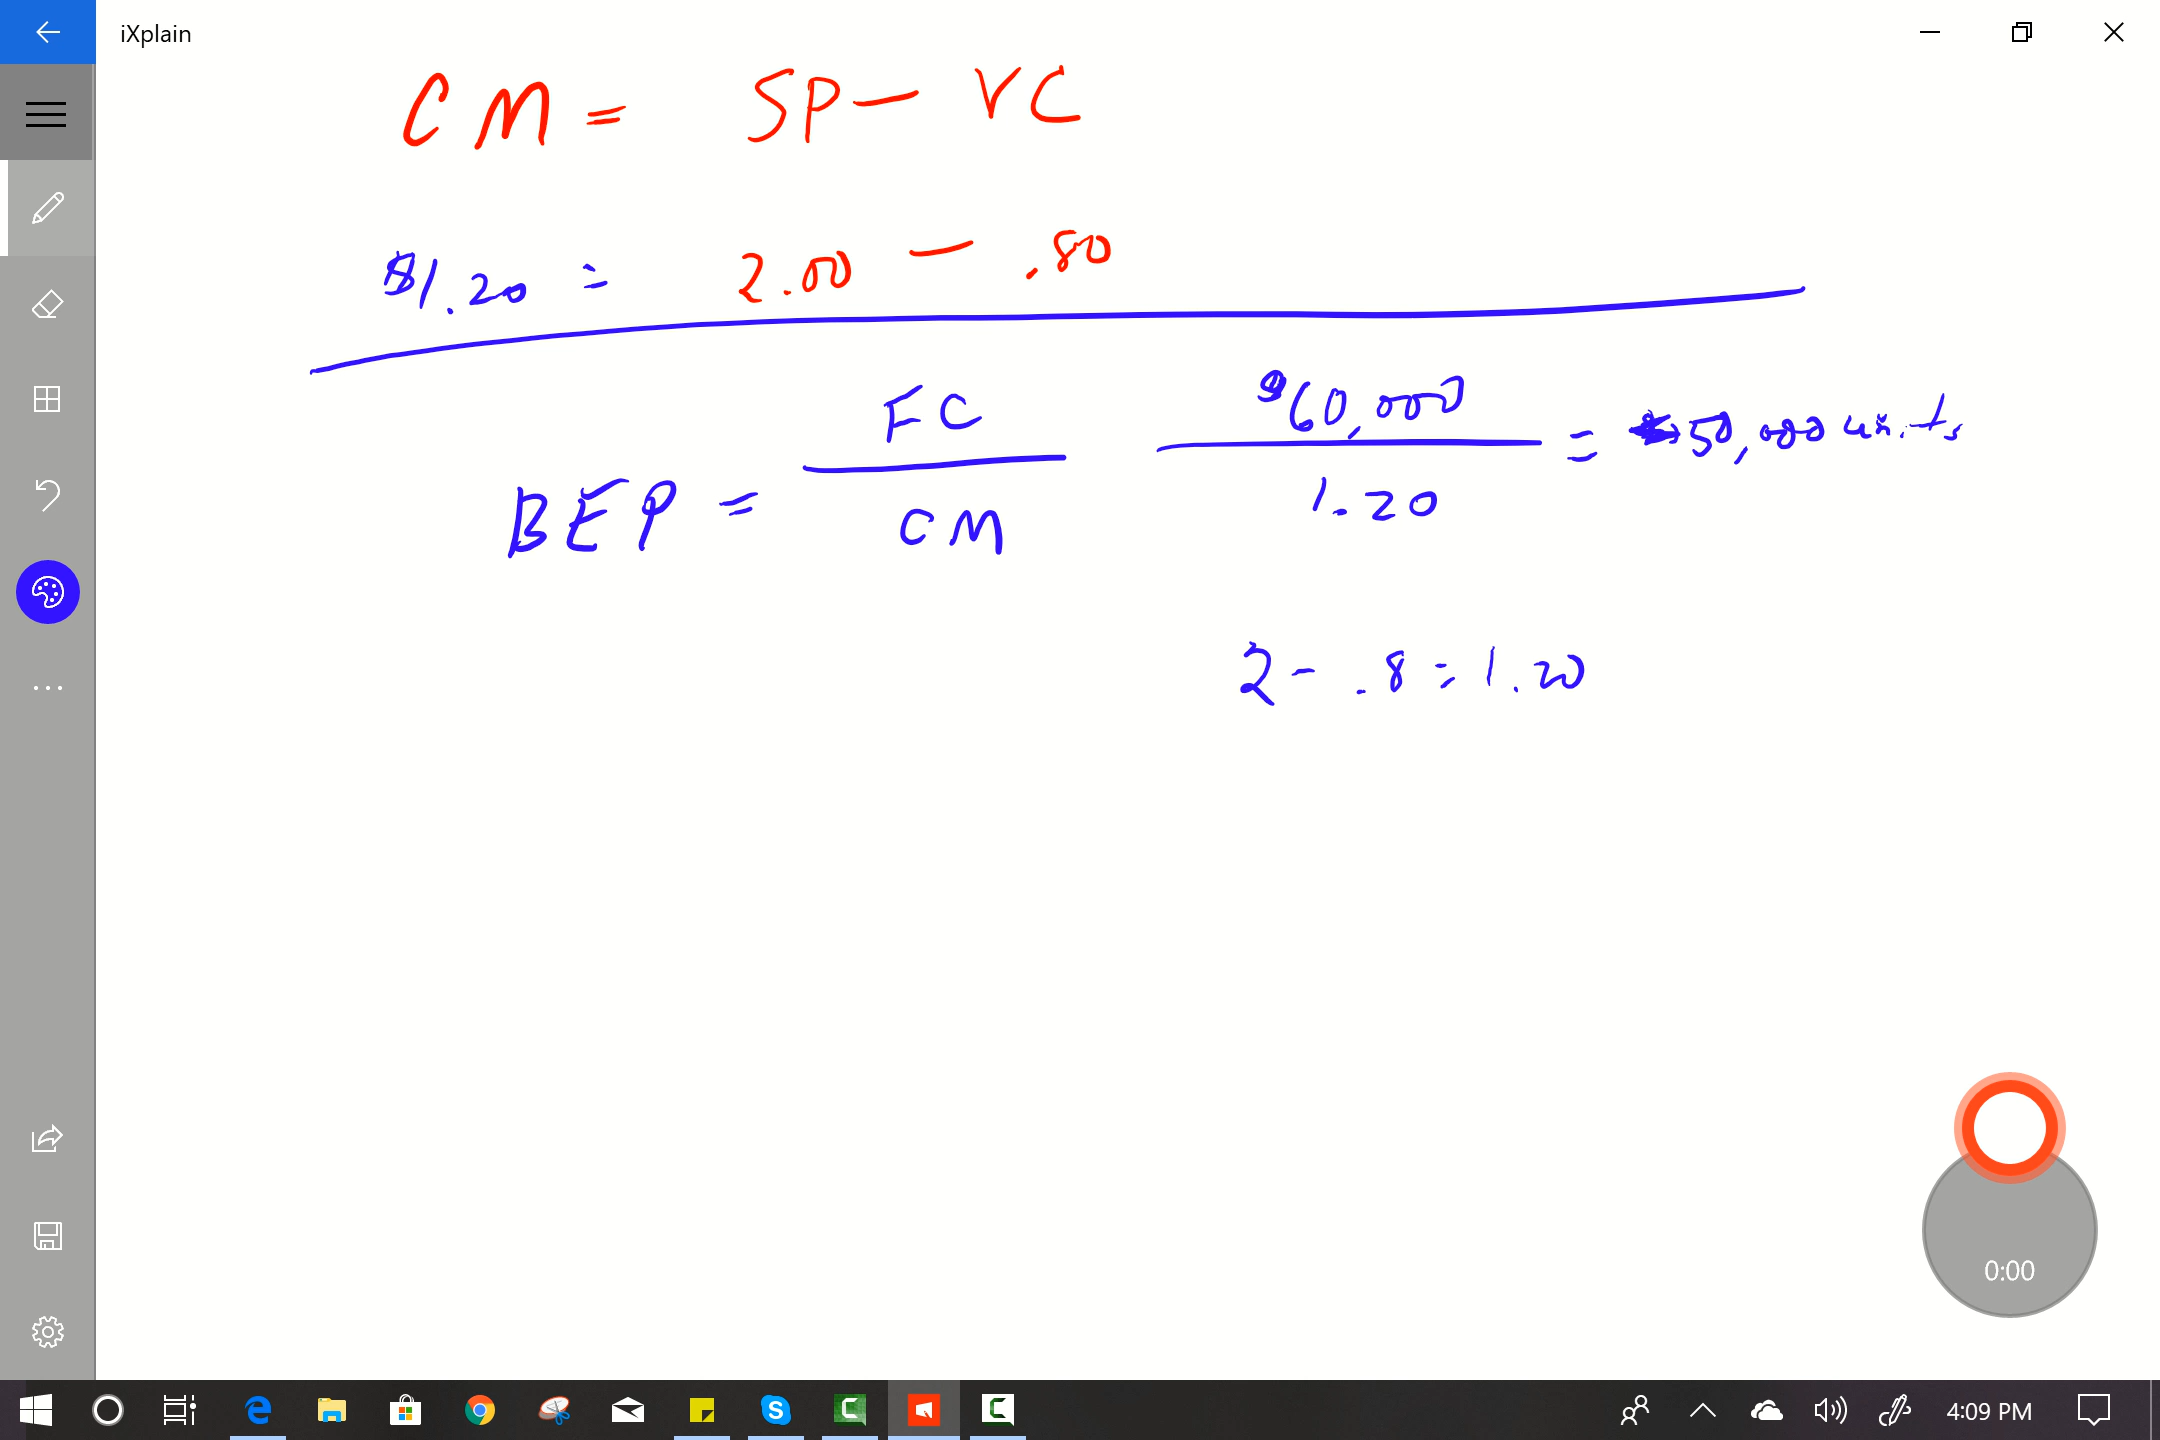 iXplain
CM = SP - VC
$1.20 = 2.00 - .80
BEP = FC / CM $60,000 / 1.20 = 50,000 units
2 - .8 = 1.20
0:00
4:09 PM